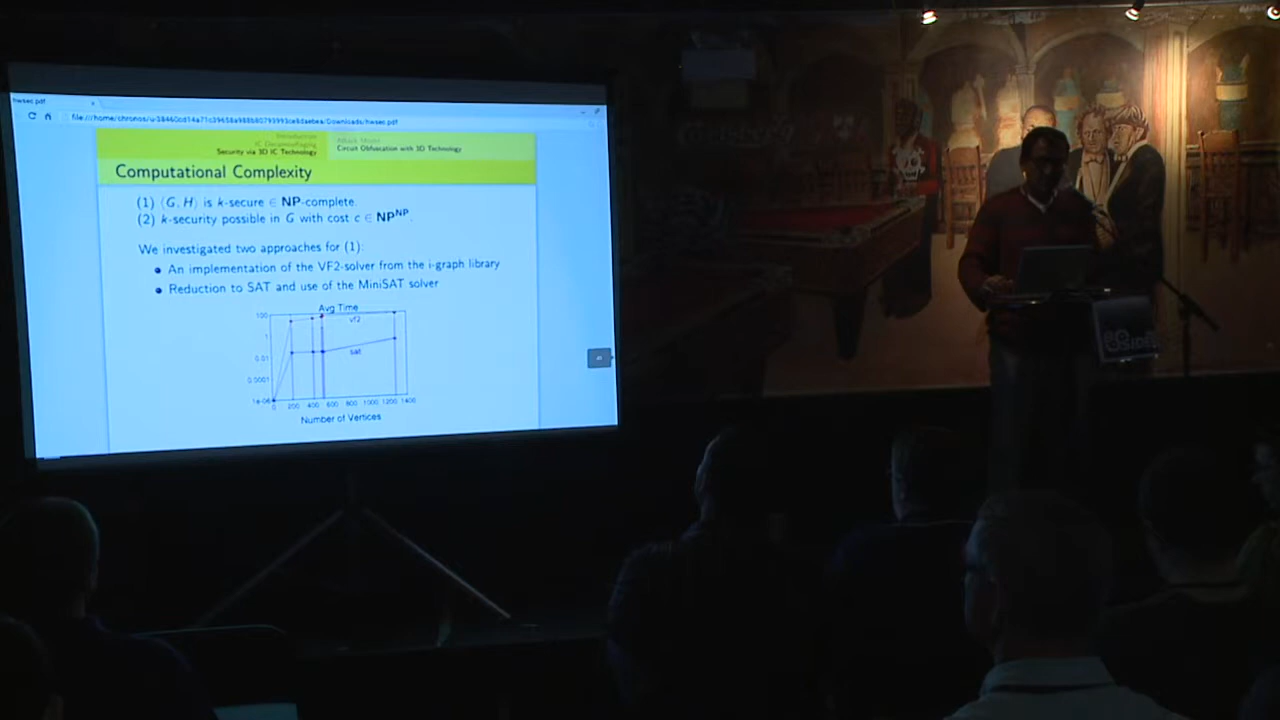 hwsec.pdf
Introduction
IC Decamouflaging
Security via 3D IC Technology
Circuit Obfuscation with 3D Technology
Computational Complexity
(1) ⟨G, H⟩ is k-secure ∈ NP-complete.
(2) k-security possible in G with cost c ∈ NP^NP.
We investigated two approaches for (1):
An implementation of the VF2-solver from the i-graph library
Reduction to SAT and use of the MiniSAT solver
Avg Time
100
vf2
1
sat
0.01
0.0001
1e-06
0 200 400 600 800 1000 1200 1400
Number of Vertices